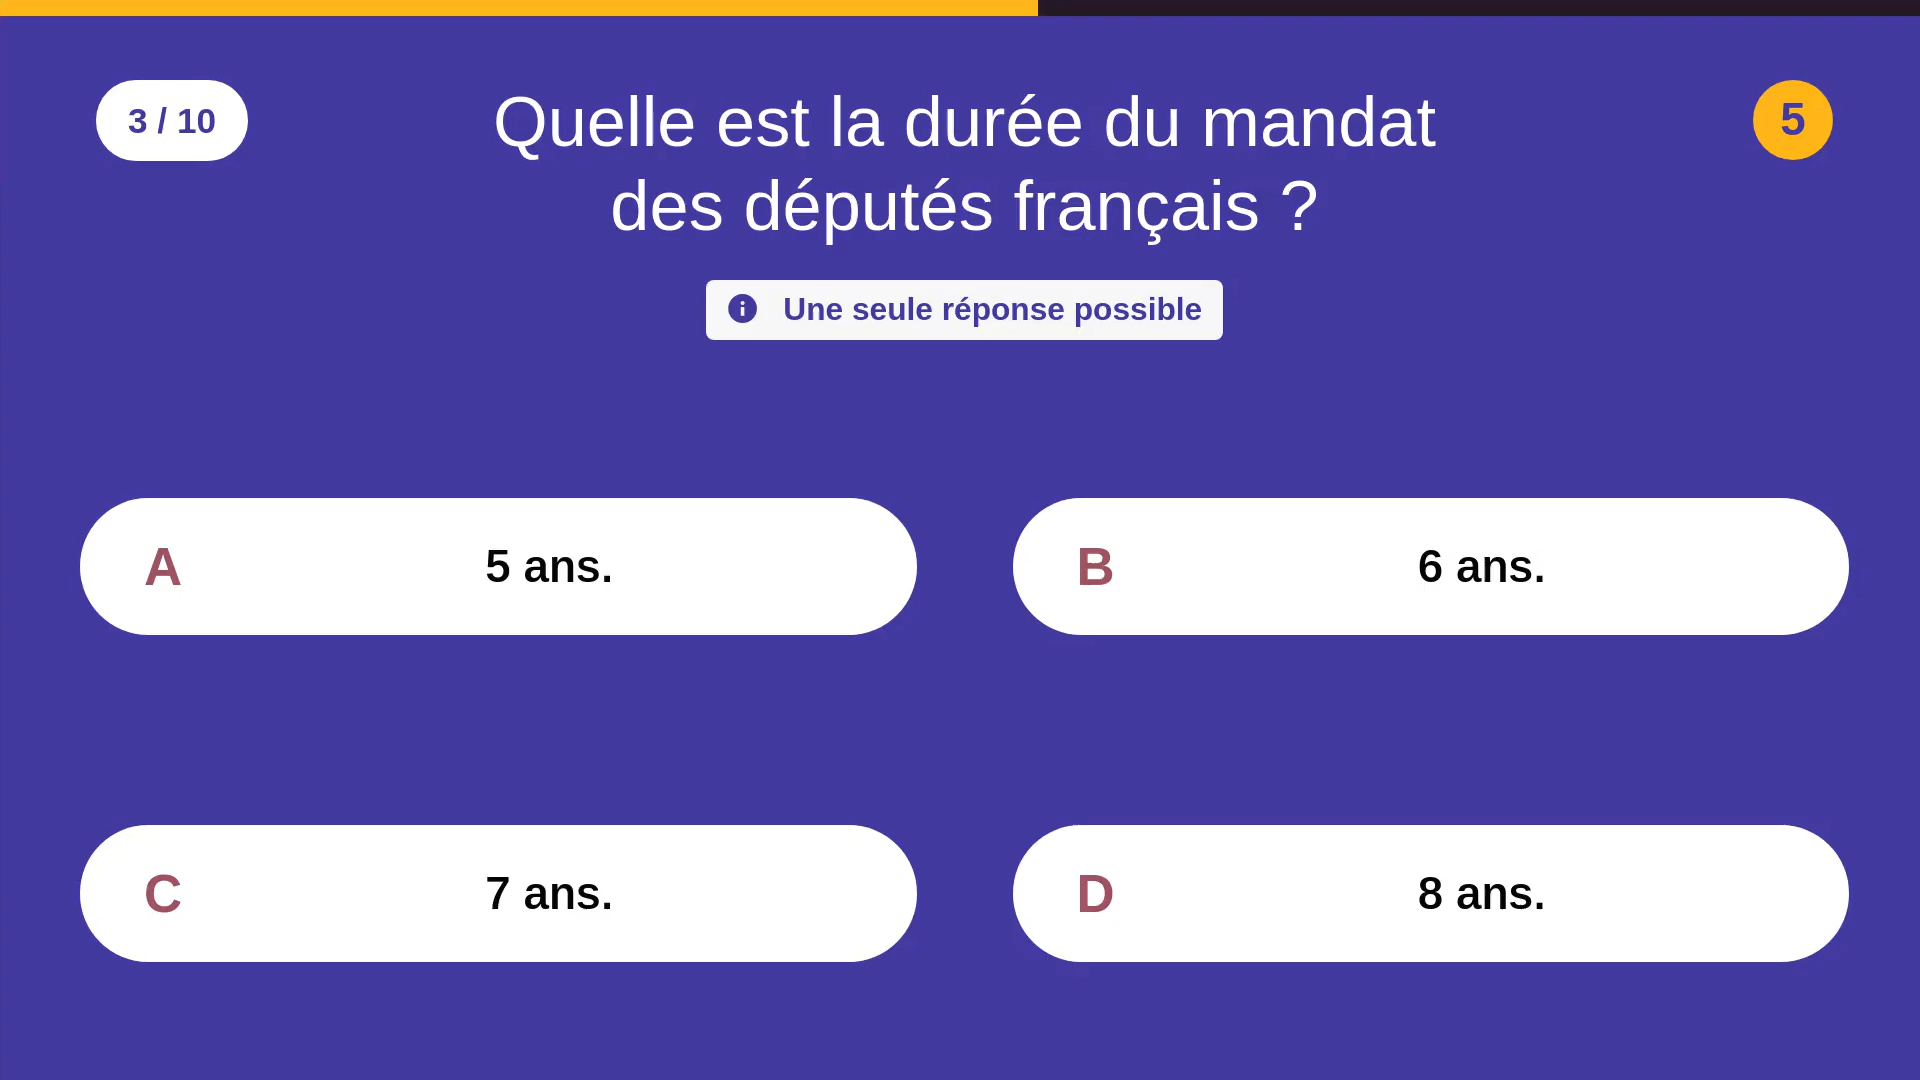 3 / 10
Quelle est la durée du mandat
des députés français ?
5
Une seule réponse possible
A 5 ans.
B 6 ans.
C 7 ans.
D 8 ans.